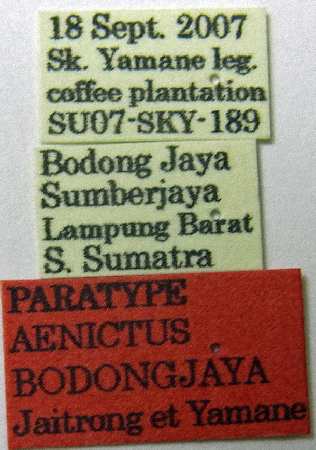 18 Sept. 2007
Sk. Yamane leg.
coffee plantation
SU07-SKY-189
Bodong Jaya
Sumberjaya
Lampung Barat
S. Sumatra
PARATYPE
AENICTUS
BODONGJAYA
Jaitrong et Yamane